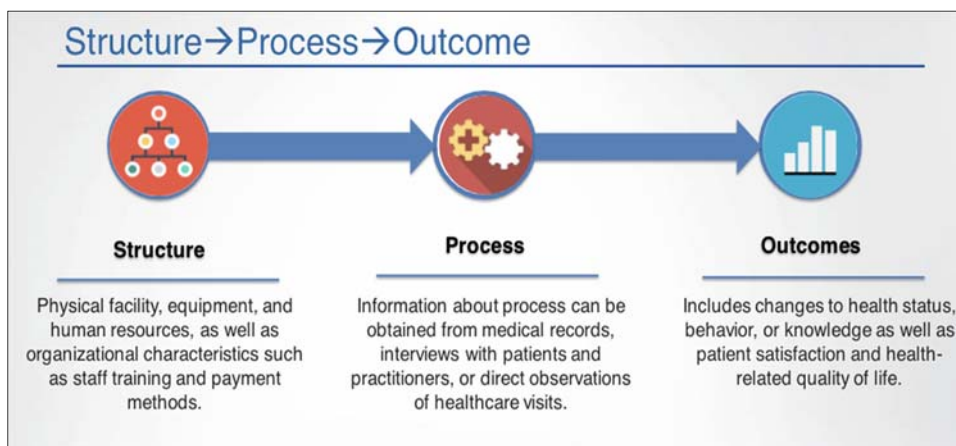 Structure→Process→Outcome
Structure
Physical facility, equipment, and
human resources, as well as
organizational characteristics such
as staff training and payment
methods.
Process
Information about process can be
obtained from medical records,
interviews with patients and
practitioners, or direct observations
of healthcare visits.
Outcomes
Includes changes to health status,
behavior, or knowledge as well as
patient satisfaction and health-
related quality of life.